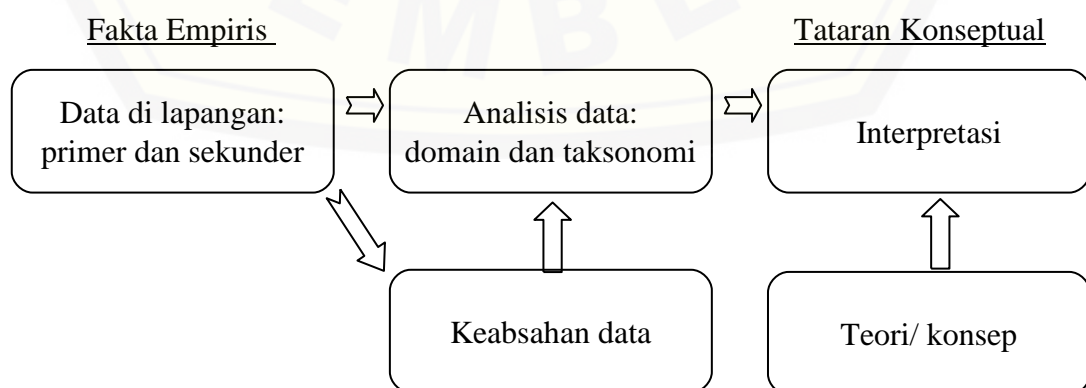 Fakta Empiris
Tataran Konseptual
Data di lapangan:
primer dan sekunder
Analisis data:
domain dan taksonomi
Interpretasi
Keabsahan data
Teori/ konsep